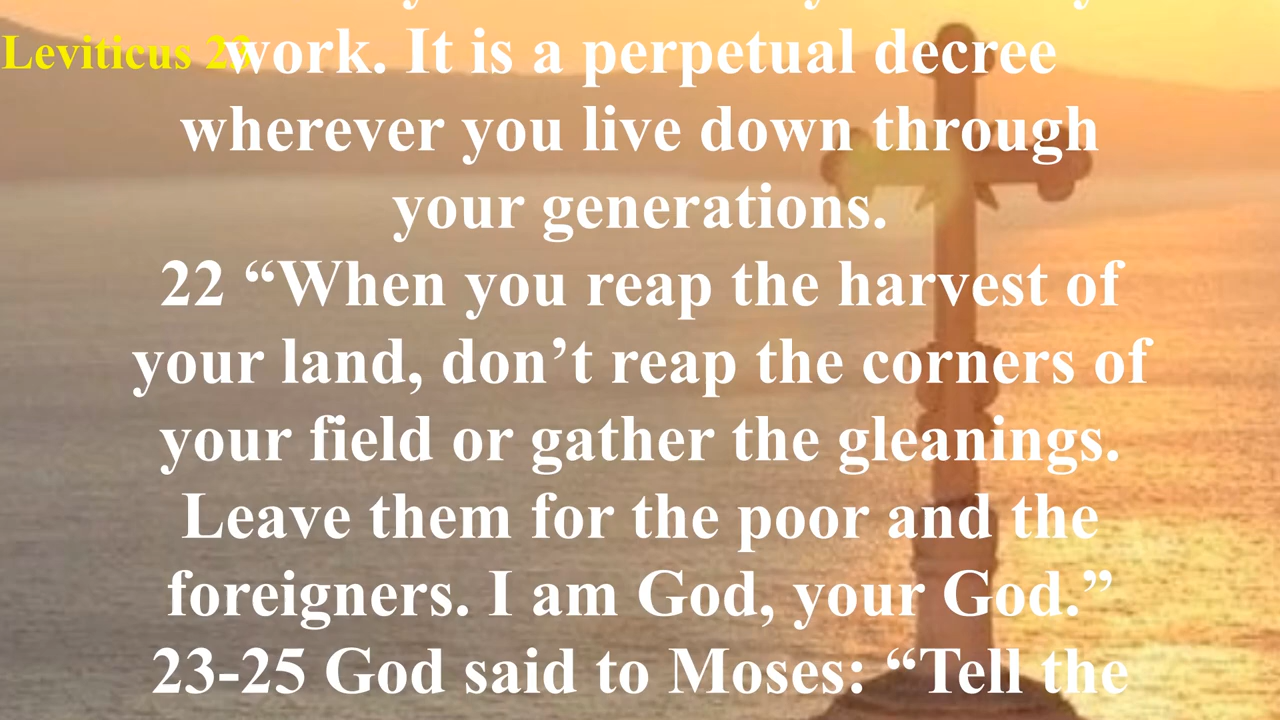 Leviticus
work. It is a perpetual decree
wherever you live down through
your generations.
22 “When you reap the harvest of
your land, don’t reap the corners of
your field or gather the gleanings.
Leave them for the poor and the
foreigners. I am God, your God.”
23-25 God said to Moses: “Tell the